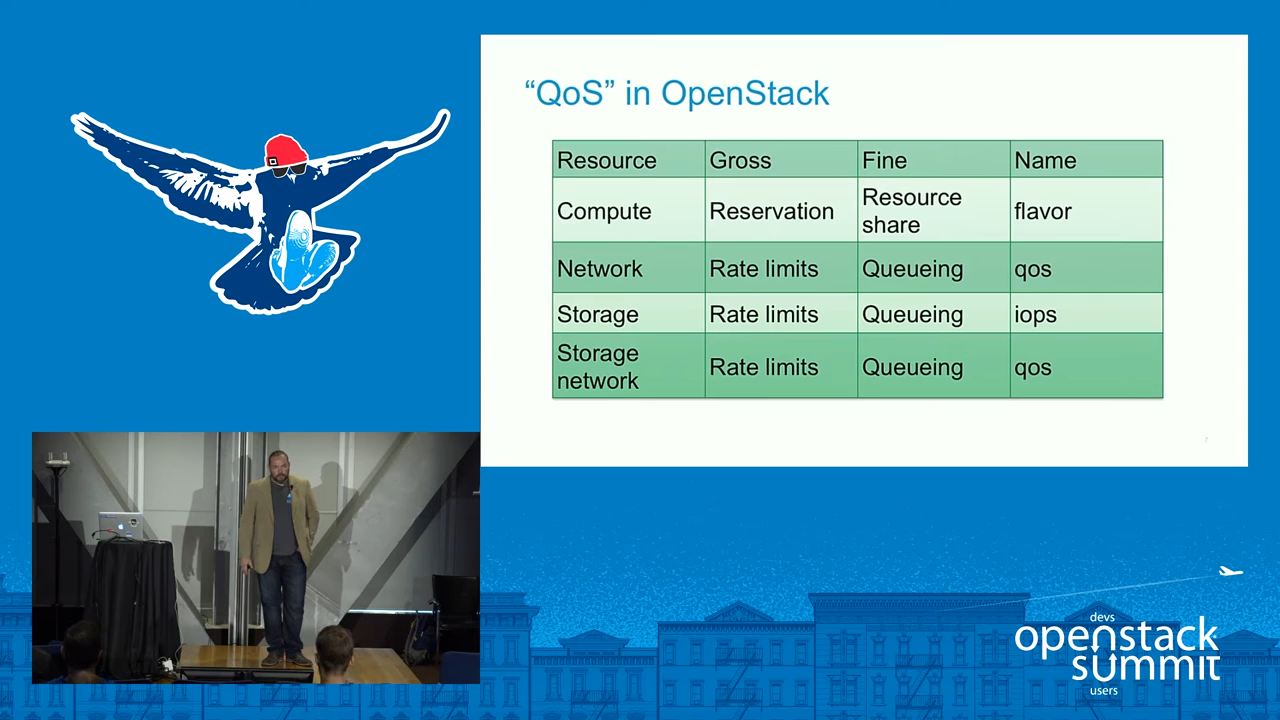 “QoS” in OpenStack
Resource Gross Fine Name
Compute Reservation Resource share flavor
Network Rate limits Queueing qos
Storage Rate limits Queueing iops
Storage network Rate limits Queueing qos
7
devs
openstack
summit
users